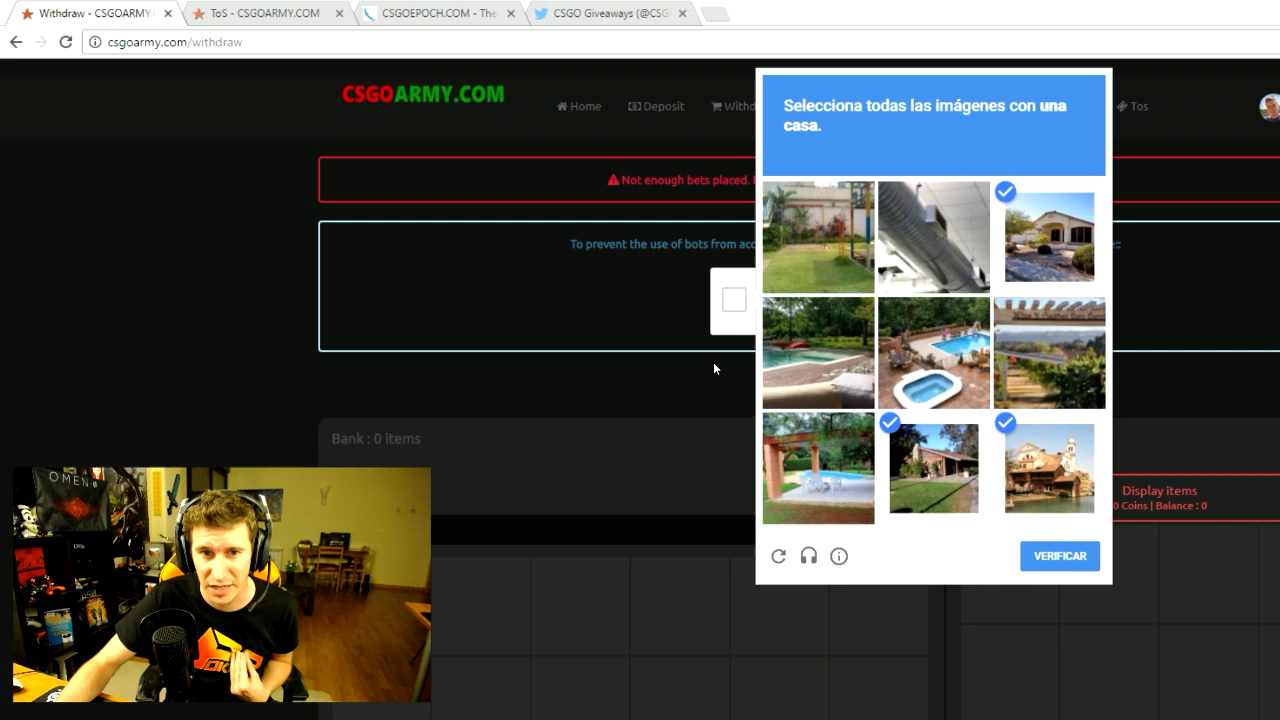 Withdraw - CSGOARMY.
ToS - CSGOARMY.COM
CSGOEPOCH.COM - The
CSGO Giveaways (@CSG
csgoarmy.com/withdraw
CSGOARMY.COM
Home
Deposit
Withd
Tos
Selecciona todas las imágenes con una
casa.
Not enough bets placed.
To prevent the use of bots from acc
e::
Bank : 0 items
Display items
0 Coins | Balance : 0
VERIFICAR
OMEN